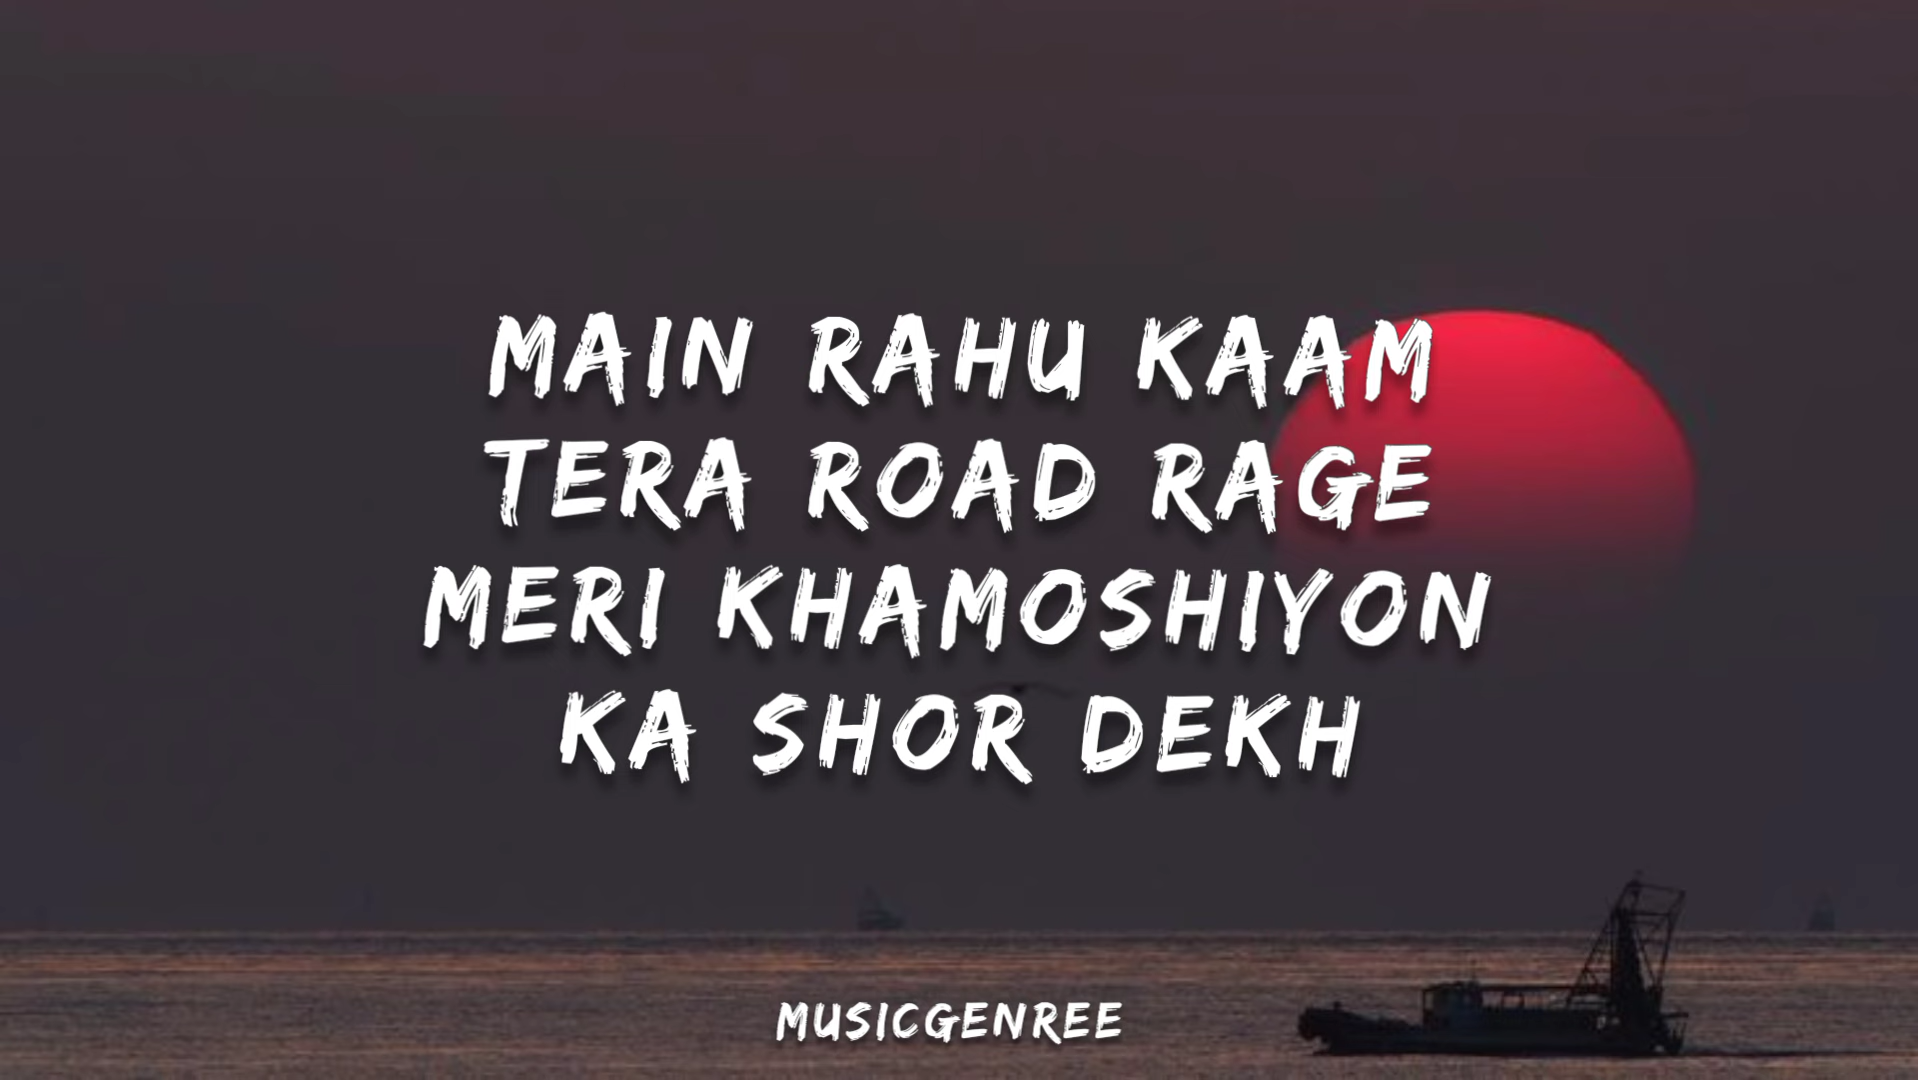 MAIN RAHU KAAM
TERA ROAD RAGE
MERI KHAMOSHIYON
KA SHOR DEKH
MUSICGENREE